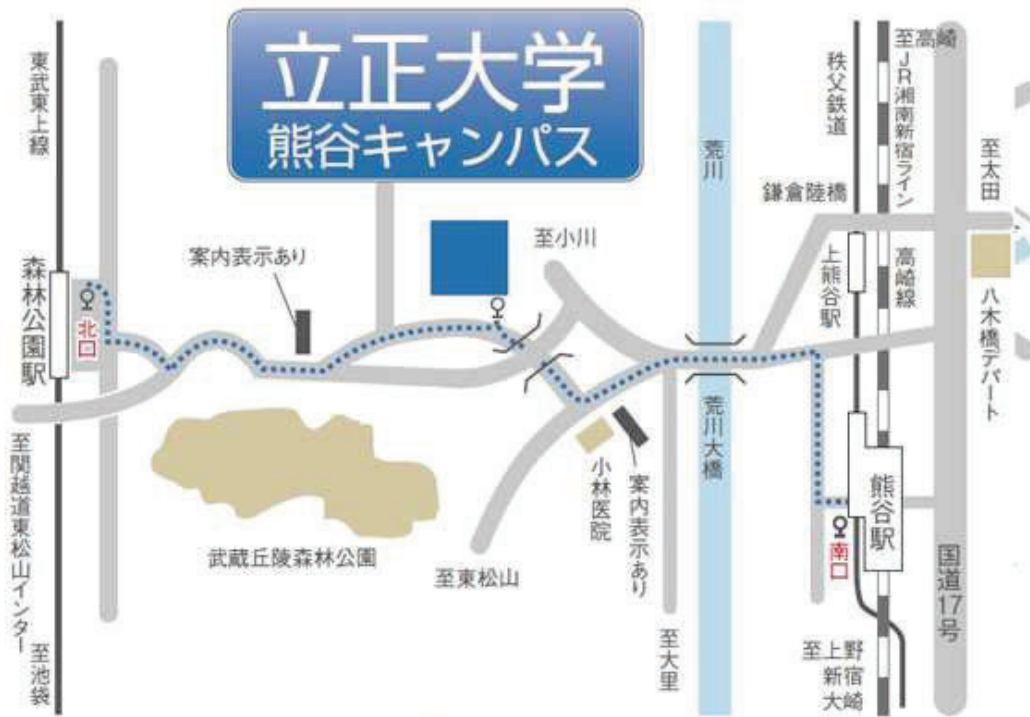 立正大学
熊谷キャンパス
東武東上線
森林公園駅
北口
至関越道東松山インター
至池袋
案内表示あり
武蔵丘陵森林公園
至小川
至東松山
小林医院
案内表示あり
至大里
荒川
荒川大橋
鎌倉陸橋
秩父鉄道
至高崎
JR湘南新宿ライン
高崎線
上熊谷駅
至太田
八木橋デパート
熊谷駅
南口
国道17号
至上野
新宿
大崎